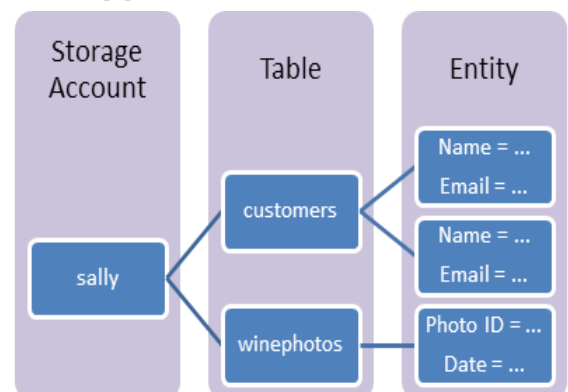 Storage
Account
Table
Entity
sally
customers
winephotos
Name = ...
Email = ...
Name = ...
Email = ...
Photo ID = ...
Date = ...